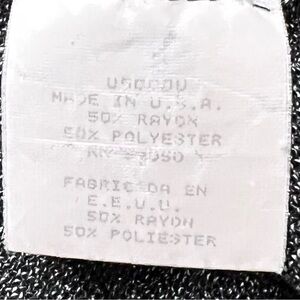 MADE IN U.S.A.
50% RAYON
50% POLYESTER
FABRICADA EN
E.E.U.U.
50% RAYON
50% POLIESTER